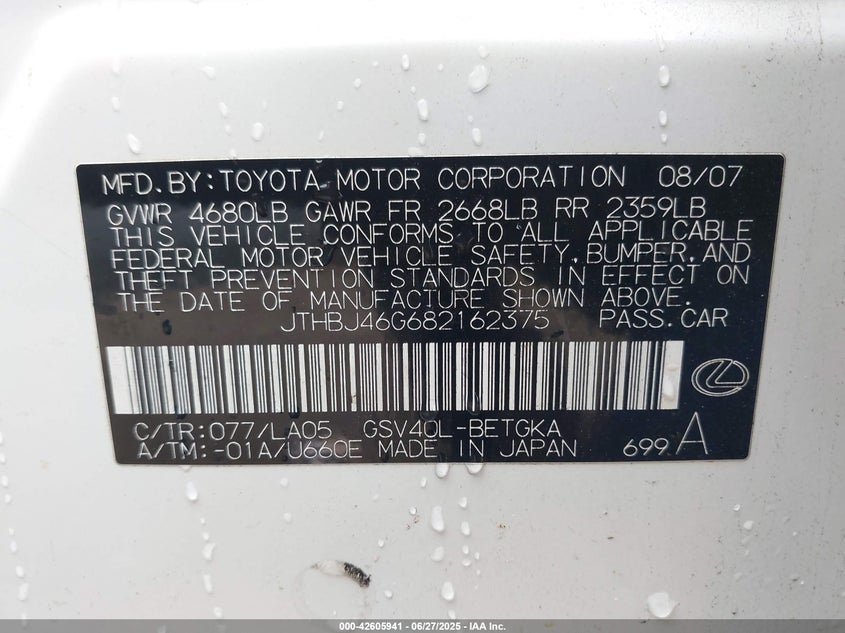 MFD.BY:TOYOTA MOTOR CORPORATION 08/07
GVWR 4680LB GAWR FR 2668LB RR 2359LB
THIS VEHICLE CONFORMS TO ALL APPLICABLE
FEDERAL MOTOR VEHICLE SAFETY,BUMPER,AND
THEFT PREVENTION STANDARDS IN EFFECT ON
THE DATE OF MANUFACTURE SHOWN ABOVE.
JTHBJ46G682162375 PASS.CAR
C/TR:077/LA05 GSV40L-BETGKA
A/TM:-01A/U660E MADE IN JAPAN 699 A
000-42605941 - 06/27/2025 - IAA Inc.